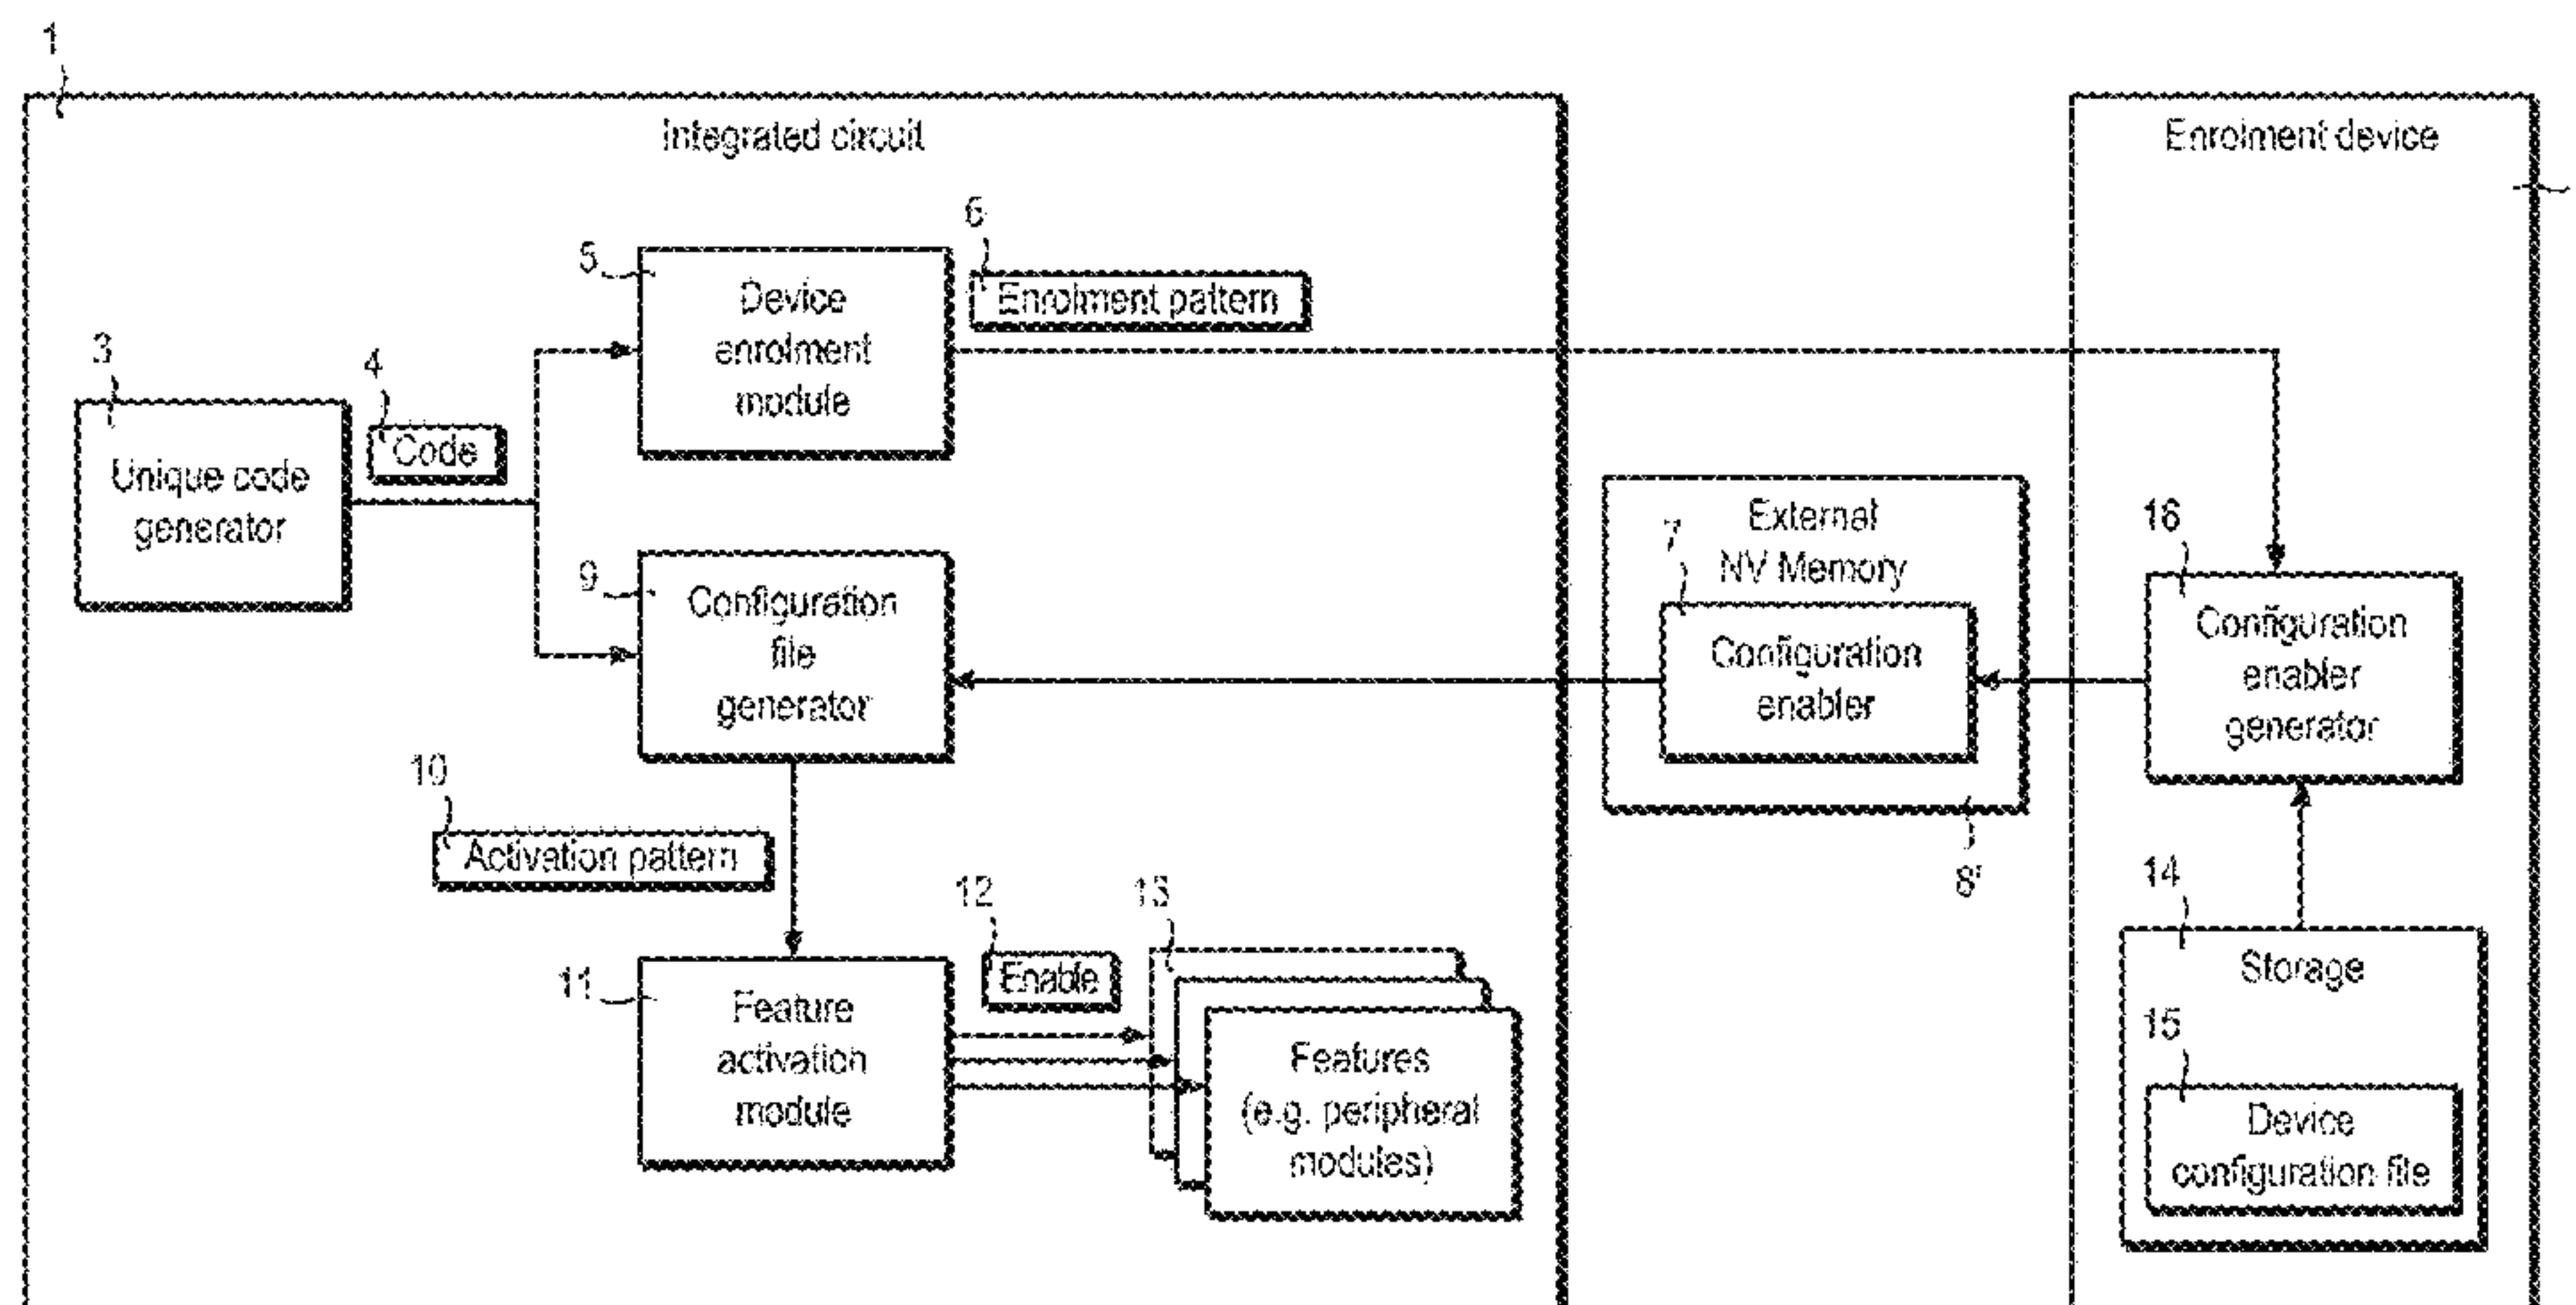 1
Integrated circuit
Enrolment device
6
5
Device
enrolment
module
Enrolment pattern
3
4
Code
Unique code
generator
External
NV Memory
7
Configuration
enabler
16
Configuration
enabler
generator
9
Configuration
file
generator
10
Activation pattern
8'
12
13
Enable
14
Storage
11
Feature
activation
module
Features
(e.g. peripheral
modules)
15
Device
configuration file